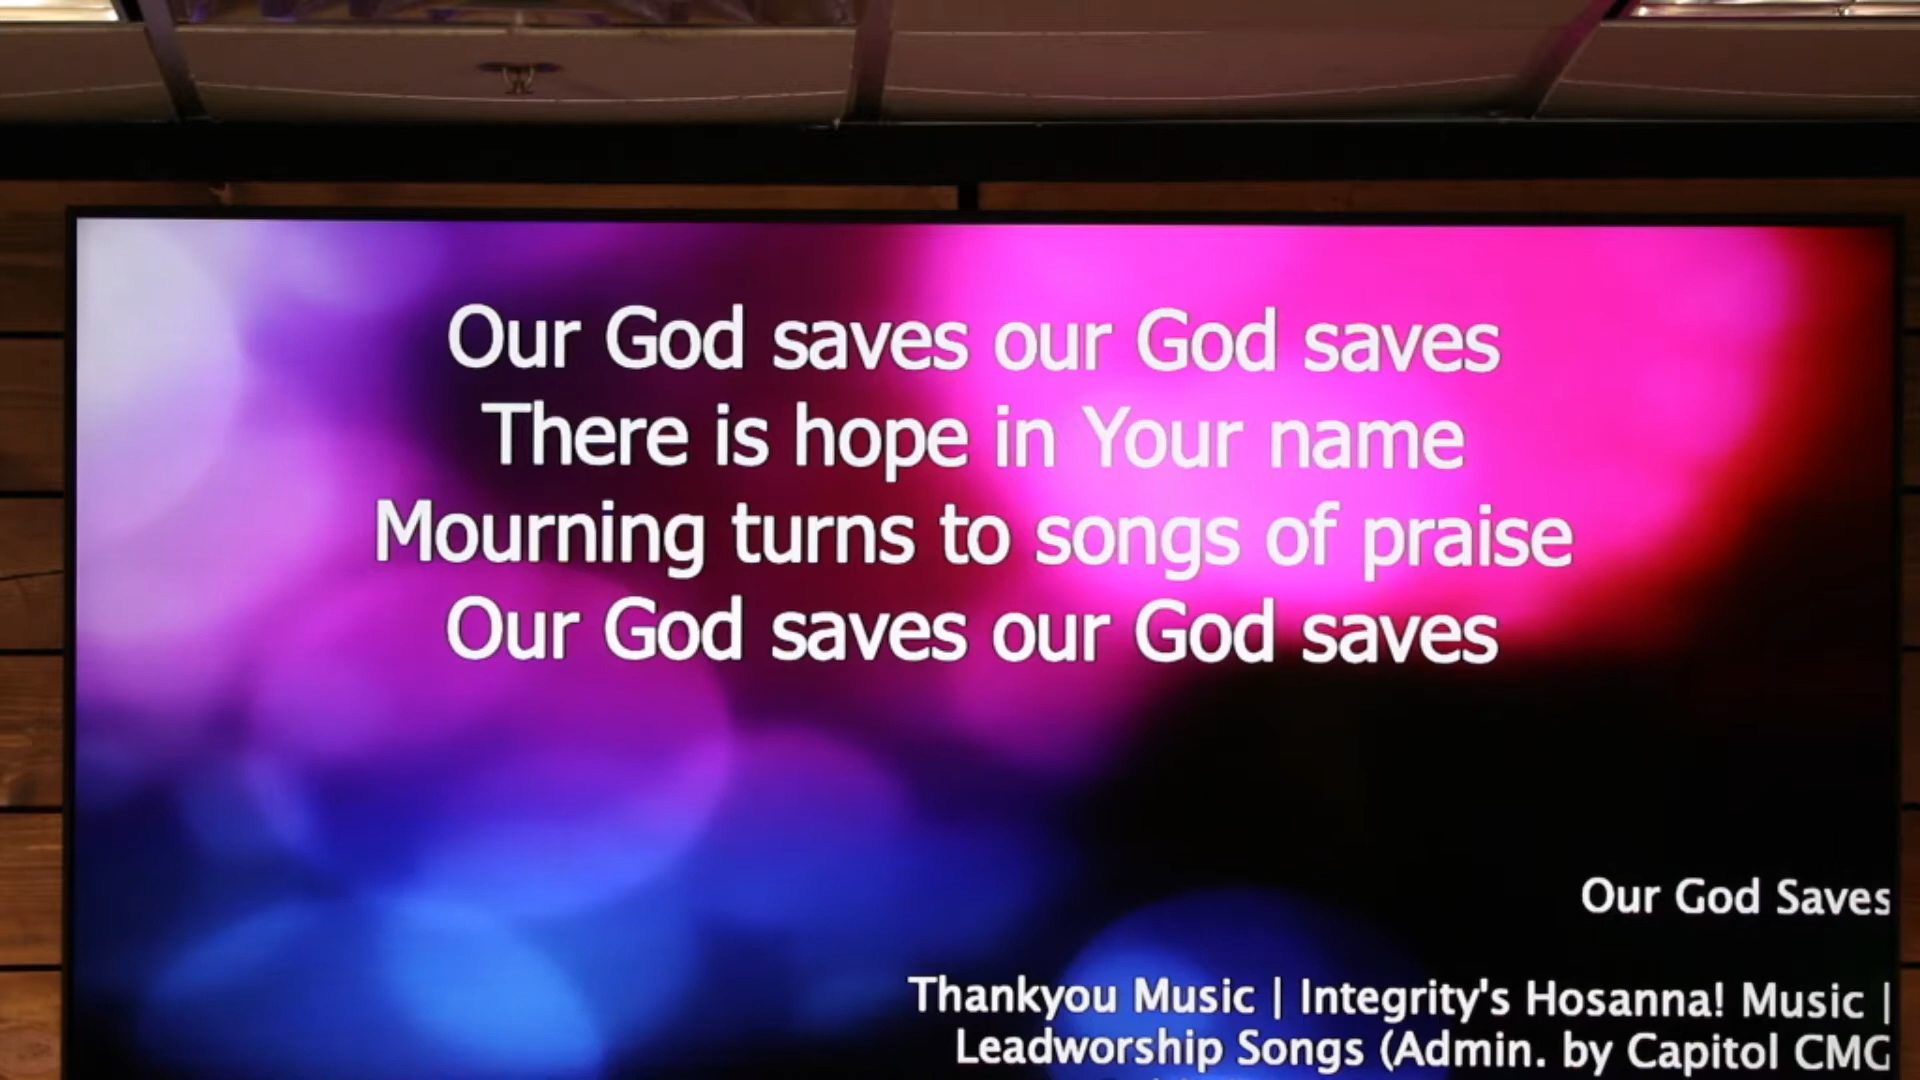 Our God saves our God saves
There is hope in Your name
Mourning turns to songs of praise
Our God saves our God saves
Our God Saves
Thankyou Music | Integrity's Hosanna! Music |
Leadworship Songs (Admin. by Capitol CMG